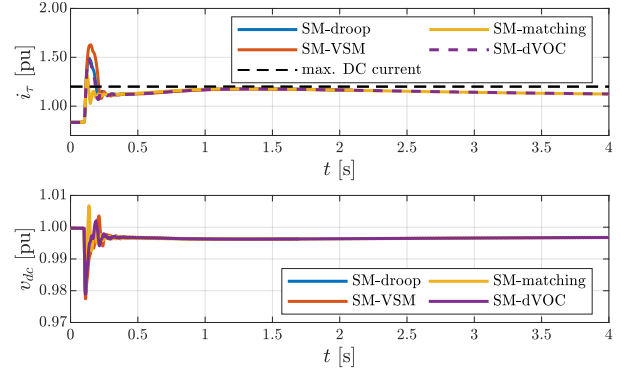 2.00
1.00
i_τ [pu]
SM-droop
SM-matching
SM-VSM
SM-dVOC
max. DC current
0 0.5 1 1.5 2 2.5 3 3.5 4
t [s]
1.01
1.00
0.99
0.98
0.97
v_dc [pu]
SM-droop
SM-matching
SM-VSM
SM-dVOC
0 0.5 1 1.5 2 2.5 3 3.5 4
t [s]